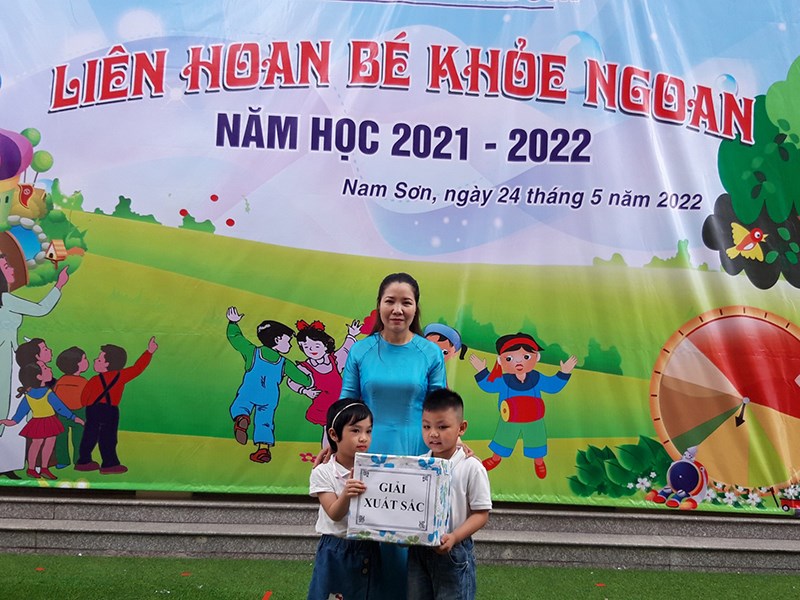 LIÊN HOAN BÉ KHỎE NGOAN
NĂM HỌC 2021 - 2022
Nam Sơn, ngày 24 tháng 5 năm 2022
GIẢI
XUẤT SẮC